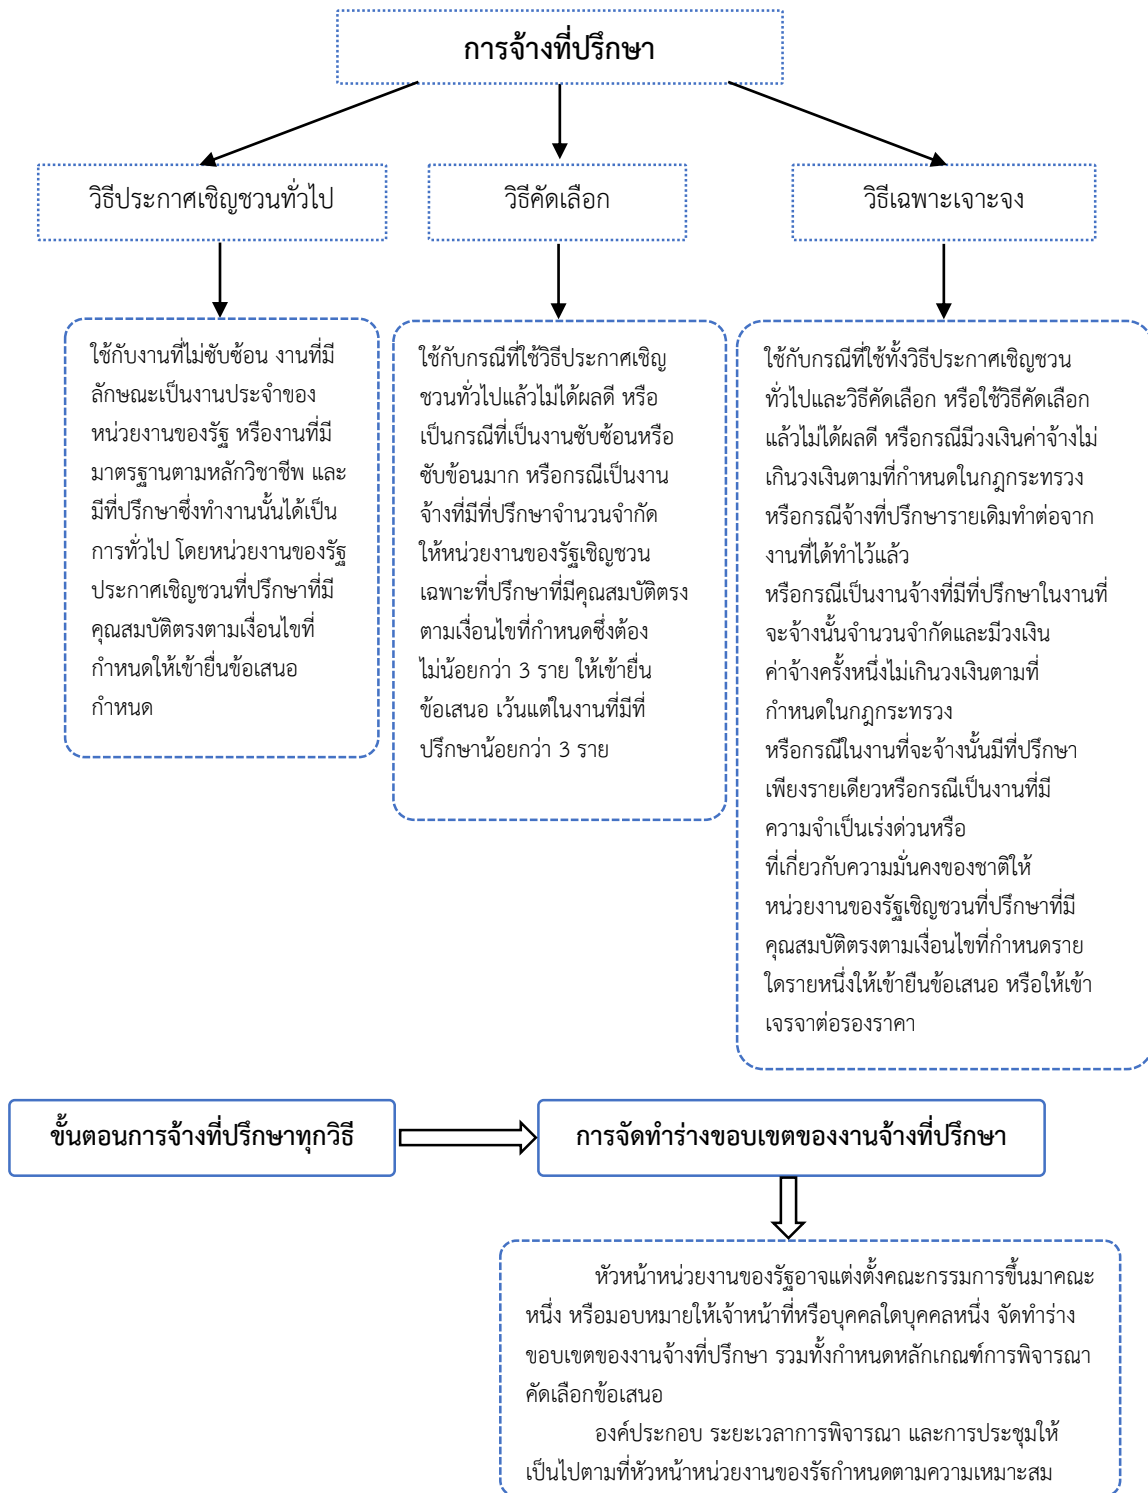 การจ้างที่ปรึกษา
วิธีประกาศเชิญชวนทั่วไป
วิธีคัดเลือก
วิธีเฉพาะเจาะจง
ใช้กับงานที่ไม่ซับซ้อน งานที่มี
ลักษณะเป็นงานประจำของ
หน่วยงานของรัฐ หรืองานที่มี
มาตรฐานตามหลักวิชาชีพ และ
มีที่ปรึกษาซึ่งทำงานนั้นได้เป็น
การทั่วไป โดยหน่วยงานของรัฐ
ประกาศเชิญชวนที่ปรึกษาที่มี
คุณสมบัติตรงตามเงื่อนไขที่
กำหนดให้เข้ายื่นข้อเสนอ
กำหนด
ใช้กับกรณีที่ใช้วิธีประกาศเชิญ
ชวนทั่วไปแล้วไม่ได้ผลดี หรือ
เป็นกรณีที่เป็นงานซับซ้อนหรือ
ซับซ้อนมาก หรือกรณีเป็นงาน
จ้างที่มีที่ปรึกษาจำนวนจำกัด
ให้หน่วยงานของรัฐเชิญชวน
เฉพาะที่ปรึกษาที่มีคุณสมบัติตรง
ตามเงื่อนไขที่กำหนดซึ่งต้อง
ไม่น้อยกว่า 3 ราย ให้เข้ายื่น
ข้อเสนอ เว้นแต่ในงานที่มีที่
ปรึกษาน้อยกว่า 3 ราย
ใช้กับกรณีที่ใช้ทั้งวิธีประกาศเชิญชวน
ทั่วไปและวิธีคัดเลือก หรือใช้วิธีคัดเลือก
แล้วไม่ได้ผลดี หรือกรณีมีวงเงินค่าจ้างไม่
เกินวงเงินตามที่กำหนดในกฎกระทรวง
หรือกรณีจ้างที่ปรึกษารายเดิมทำต่อจาก
งานที่ได้ทำไว้แล้ว
หรือกรณีเป็นงานจ้างที่มีที่ปรึกษาในงานที่
จะจ้างนั้นจำนวนจำกัดและมีวงเงิน
ค่าจ้างครั้งหนึ่งไม่เกินวงเงินตามที่
กำหนดในกฎกระทรวง
หรือกรณีในงานที่จะจ้างนั้นมีที่ปรึกษา
เพียงรายเดียวหรือกรณีเป็นงานที่มี
ความจำเป็นเร่งด่วนหรือ
ที่เกี่ยวกับความมั่นคงของชาติให้
หน่วยงานของรัฐเชิญชวนที่ปรึกษาที่มี
คุณสมบัติตรงตามเงื่อนไขที่กำหนดราย
ใดรายหนึ่งให้เข้ายืนข้อเสนอ หรือให้เข้า
เจรจาต่อรองราคา
ขั้นตอนการจ้างที่ปรึกษาทุกวิธี
การจัดทำร่างขอบเขตของงานจ้างที่ปรึกษา
หัวหน้าหน่วยงานของรัฐอาจแต่งตั้งคณะกรรมการขึ้นมาคณะ
หนึ่ง หรือมอบหมายให้เจ้าหน้าที่หรือบุคคลใดบุคคลหนึ่ง จัดทำร่าง
ขอบเขตของงานจ้างที่ปรึกษา รวมทั้งกำหนดหลักเกณฑ์การพิจารณา
คัดเลือกข้อเสนอ
องค์ประกอบ ระยะเวลาการพิจารณา และการประชุมให้
เป็นไปตามที่หัวหน้าหน่วยงานของรัฐกำหนดตามความเหมาะสม